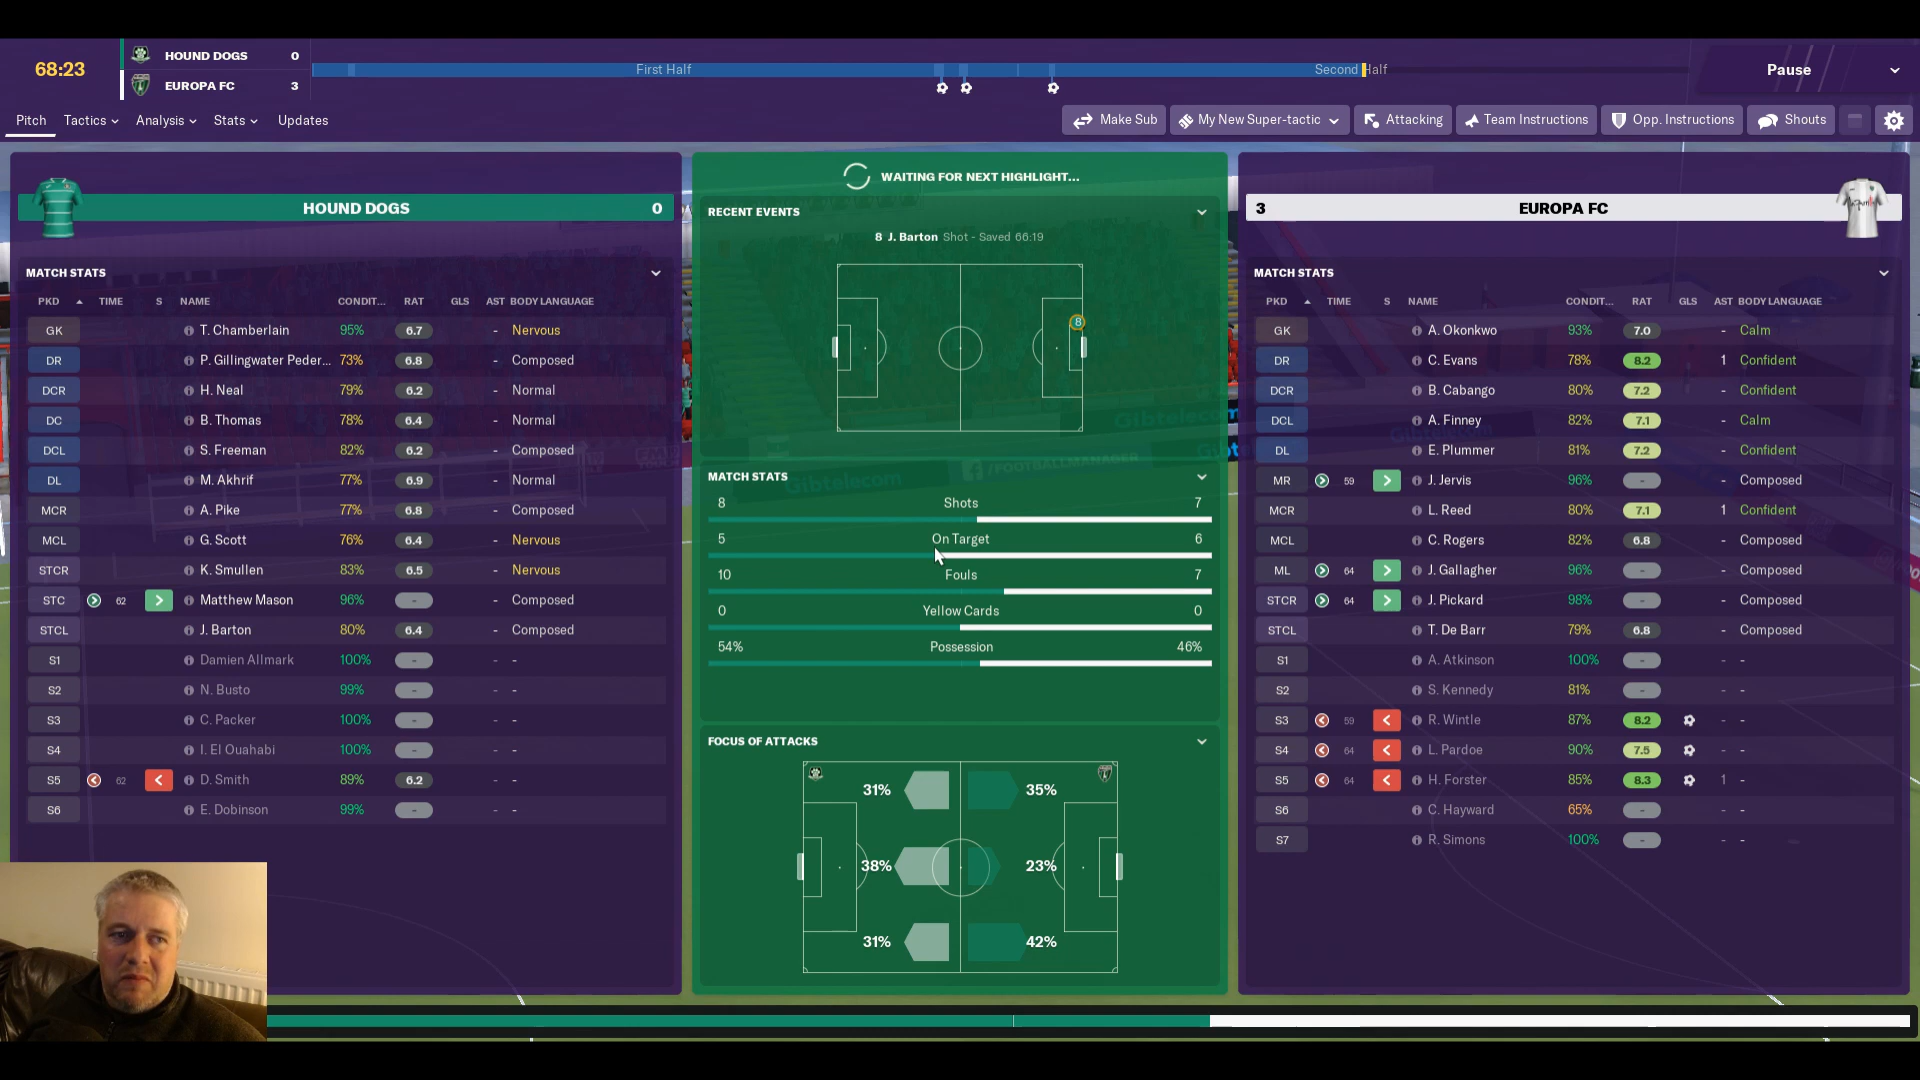 68:23
HOUND DOGS 0
EUROPA FC 3
First Half
Second Half
Pause
Pitch Tactics Analysis Stats Updates
Make Sub My New Super-tactic Attacking Team Instructions Opp. Instructions Shouts
HOUND DOGS 0
MATCH STATS
PKD TIME S NAME CONDIT... RAT GLS AST BODY LANGUAGE
GK T. Chamberlain 95% 6.7 - Nervous
DR P. Gillingwater Peder... 73% 6.8 - Composed
DCR H. Neal 79% 6.2 - Normal
DC B. Thomas 78% 6.4 - Normal
DCL S. Freeman 82% 6.2 - Composed
DL M. Akhrif 77% 6.9 - Normal
MCR A. Pike 77% 6.8 - Composed
MCL G. Scott 76% 6.4 - Nervous
STCR K. Smullen 83% 6.5 - Nervous
STC 62 Matthew Mason 96% - - Composed
STCL J. Barton 80% 6.4 - Composed
S1 Damien Allmark 100% - - -
S2 N. Busto 99% - - -
S3 C. Packer 100% - - -
S4 I. El Ouahabi 100% - - -
S5 62 D. Smith 89% 6.2 - -
S6 E. Dobinson 99% - - -
WAITING FOR NEXT HIGHLIGHT...
RECENT EVENTS
8 J. Barton Shot - Saved 66:19
8
Gibtelecom
/FOOTBALLMANAGER
Gibtelecom
MATCH STATS
8 Shots 7
5 On Target 6
10 Fouls 7
0 Yellow Cards 0
54% Possession 46%
FOCUS OF ATTACKS
31% 35%
38% 23%
31% 42%
3 EUROPA FC
MATCH STATS
PKD TIME S NAME CONDIT... RAT GLS AST BODY LANGUAGE
GK A. Okonkwo 93% 7.0 - Calm
DR C. Evans 78% 8.2 1 Confident
DCR B. Cabango 80% 7.2 - Confident
DCL A. Finney 82% 7.1 - Calm
DL E. Plummer 81% 7.2 - Confident
MR 59 J. Jervis 96% - - Composed
MCR L. Reed 80% 7.1 1 Confident
MCL C. Rogers 82% 6.8 - Composed
ML 64 J. Gallagher 96% - - Composed
STCR 64 J. Pickard 98% - - Composed
STCL T. De Barr 79% 6.8 - Composed
S1 A. Atkinson 100% - - -
S2 S. Kennedy 81% - - -
S3 59 R. Wintle 87% 8.2 - -
S4 64 L. Pardoe 90% 7.5 - -
S5 64 H. Forster 85% 8.3 1 -
S6 C. Hayward 65% - - -
S7 R. Simons 100% - - -